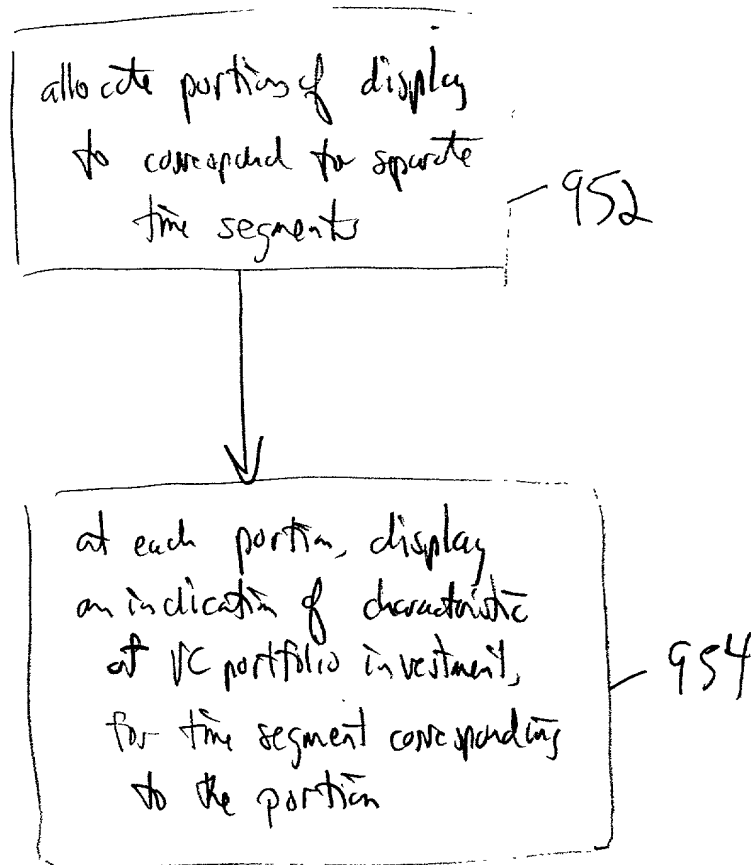 allocate portions of display
to correspond to separate
time segments
952
at each portion, display
an indication of characteristic
of VC portfolio investment,
for time segment corresponding
to the portion
954